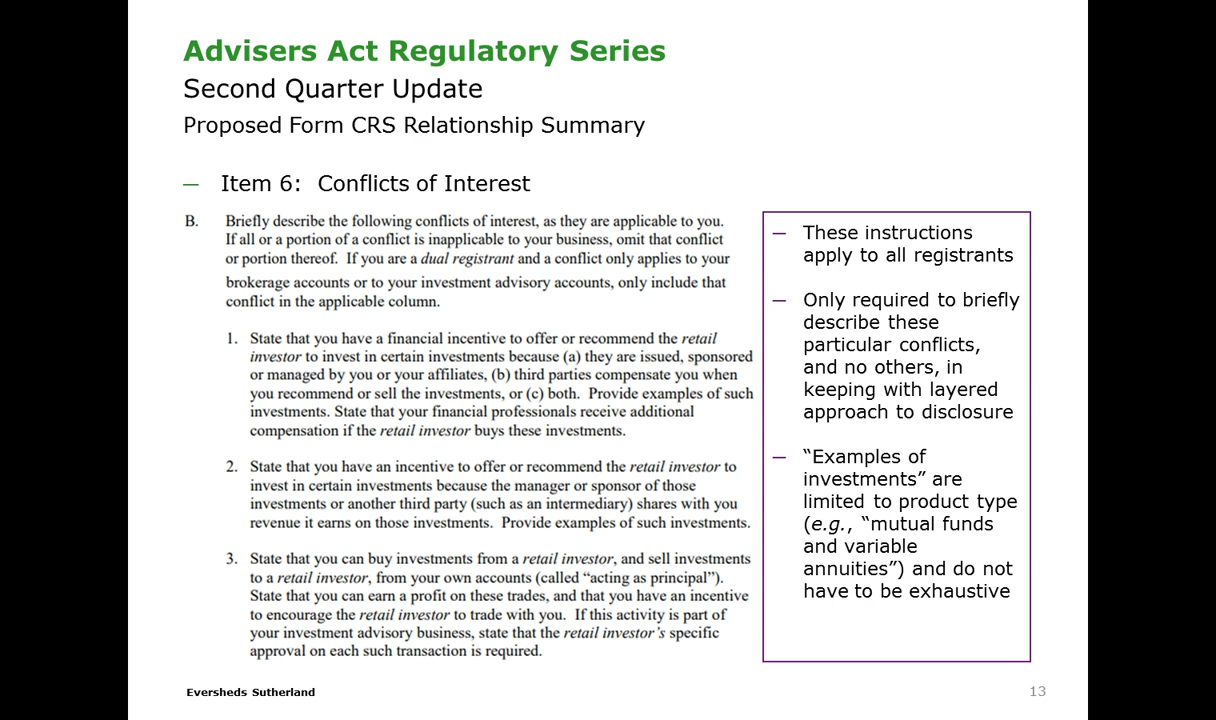 Advisers Act Regulatory Series
Second Quarter Update
Proposed Form CRS Relationship Summary
— Item 6: Conflicts of Interest
B. Briefly describe the following conflicts of interest, as they are applicable to you.
If all or a portion of a conflict is inapplicable to your business, omit that conflict
or portion thereof. If you are a dual registrant and a conflict only applies to your
brokerage accounts or to your investment advisory accounts, only include that
conflict in the applicable column.
1. State that you have a financial incentive to offer or recommend the retail
investor to invest in certain investments because (a) they are issued, sponsored
or managed by you or your affiliates, (b) third parties compensate you when
you recommend or sell the investments, or (c) both. Provide examples of such
investments. State that your financial professionals receive additional
compensation if the retail investor buys these investments.
2. State that you have an incentive to offer or recommend the retail investor to
invest in certain investments because the manager or sponsor of those
investments or another third party (such as an intermediary) shares with you
revenue it earns on those investments. Provide examples of such investments.
3. State that you can buy investments from a retail investor, and sell investments
to a retail investor, from your own accounts (called “acting as principal”).
State that you can earn a profit on these trades, and that you have an incentive
to encourage the retail investor to trade with you. If this activity is part of
your investment advisory business, state that the retail investor’s specific
approval on each such transaction is required.
— These instructions
apply to all registrants
— Only required to briefly
describe these
particular conflicts,
and no others, in
keeping with layered
approach to disclosure
— “Examples of
investments” are
limited to product type
(e.g., “mutual funds
and variable
annuities”) and do not
have to be exhaustive
Eversheds Sutherland
13